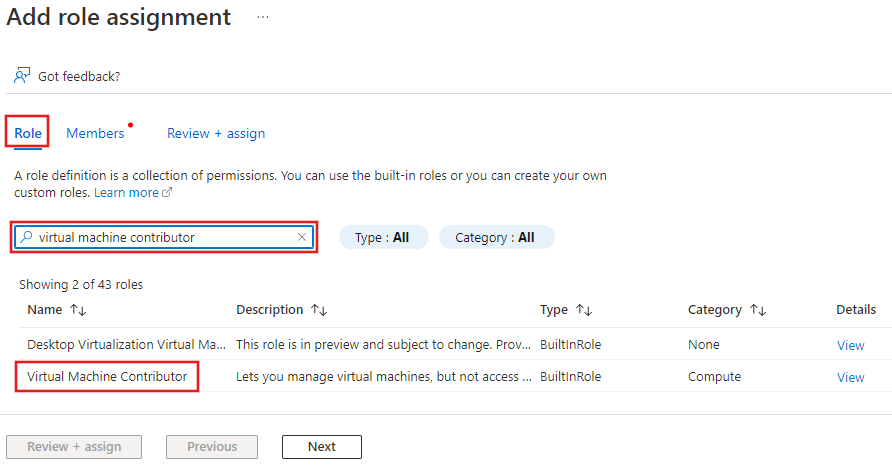 Add role assignment ...
Got feedback?
Role Members Review + assign
A role definition is a collection of permissions. You can use the built-in roles or you can create your own
custom roles. Learn more
virtual machine contributor Type : All Category : All
Showing 2 of 43 roles
Name ↑↓ Description ↑↓ Type ↑↓ Category ↑↓ Details
Desktop Virtualization Virtual Ma... This role is in preview and subject to change. Prov... BuiltInRole None View
Virtual Machine Contributor Lets you manage virtual machines, but not access ... BuiltInRole Compute View
Review + assign Previous Next